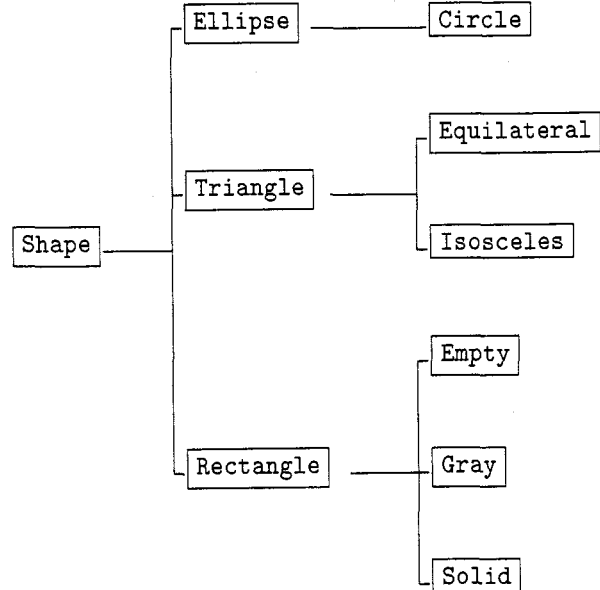 Ellipse
Circle
Equilateral
Triangle
Shape
Isosceles
Empty
Rectangle
Gray
Solid